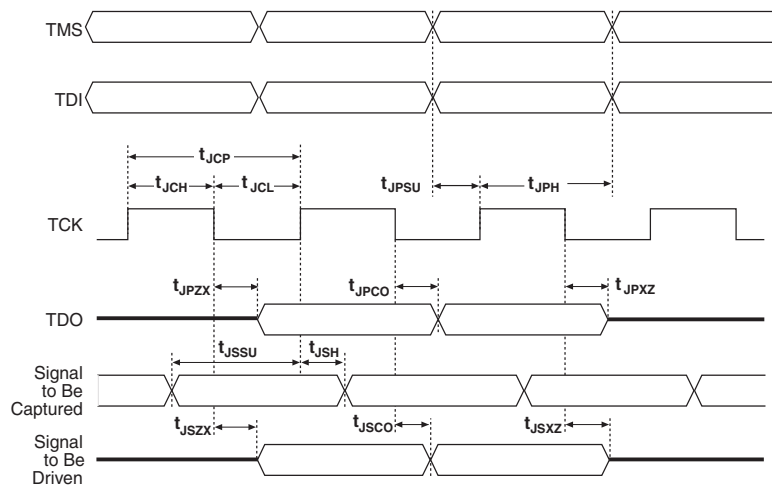 TMS
TDI
tJCP
tJCH
tJCL
tJPSU
tJPH
TCK
tJPZX
tJPCO
tJPXZ
TDO
tJSSU
tJSH
Signal
to Be
Captured
tJSZX
tJSCO
tJSXZ
Signal
to Be
Driven